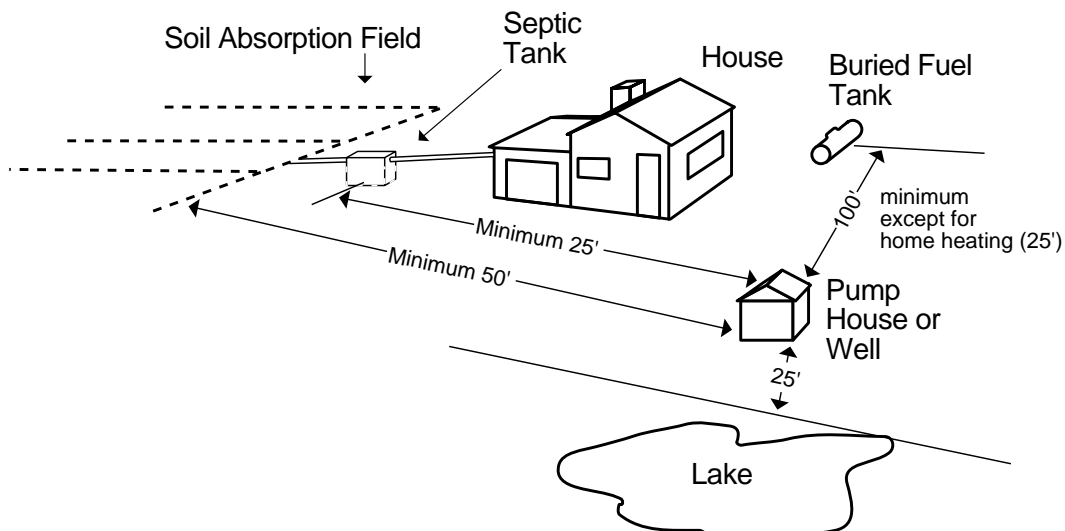 Soil Absorption Field
Septic
Tank
House
Buried Fuel
Tank
100'
minimum
except for
home heating (25')
Minimum 25'
Minimum 50'
Pump
House or
Well
25'
Lake